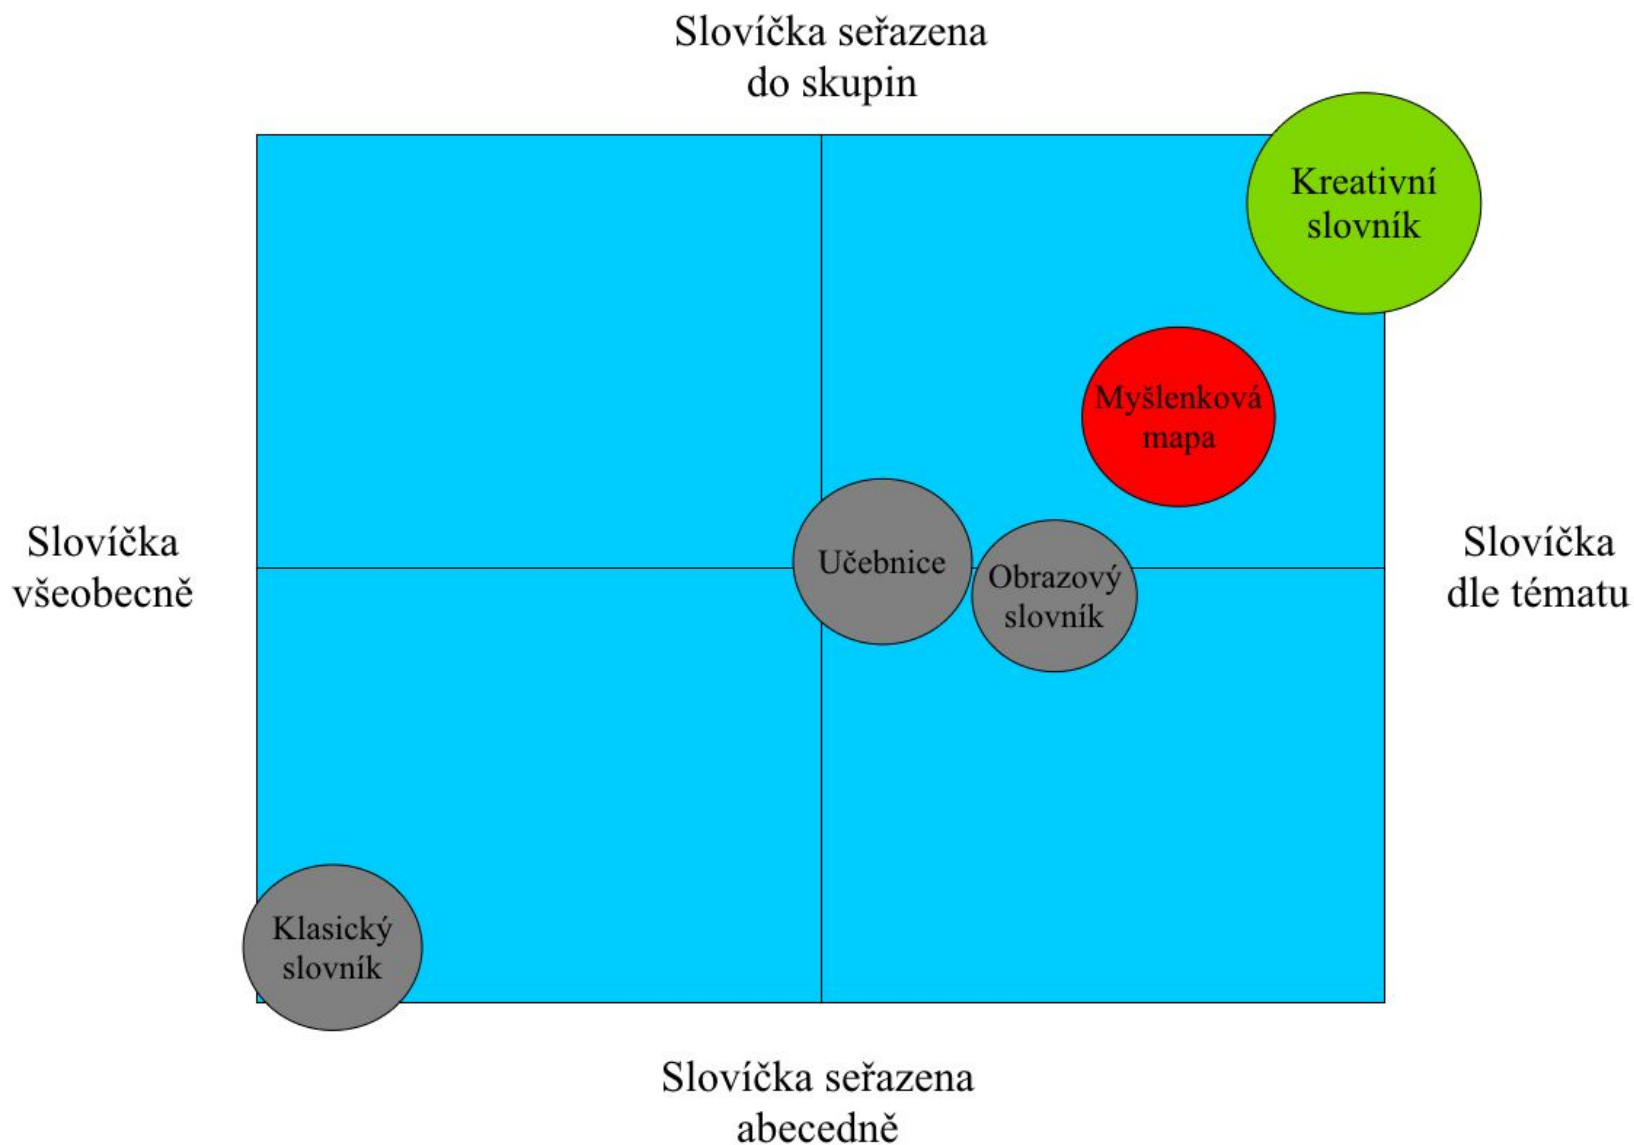 Slovíčka seřazena
do skupin
Kreativní
slovník
Myšlenková
mapa
Slovíčka
všeobecně
Učebnice
Obrazový
slovník
Slovíčka
dle tématu
Klasický
slovník
Slovíčka seřazena
abecedně